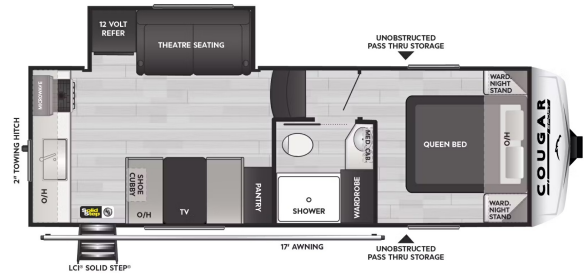 12 VOLT
REFER
THEATRE SEATING
UNOBSTRUCTED
PASS THRU STORAGE
WARD.
NIGHT
STAND
2" TOWING HITCH
MED. CAB.
QUEEN BED
O/H
COUGAR
SHOE
CUBBY
O/H
TV
PANTRY
SHOWER
WARDROBE
WARD.
NIGHT
STAND
O/H
Solid
Step
17' AWNING
UNOBSTRUCTED
PASS THRU STORAGE
LCI® SOLID STEP®